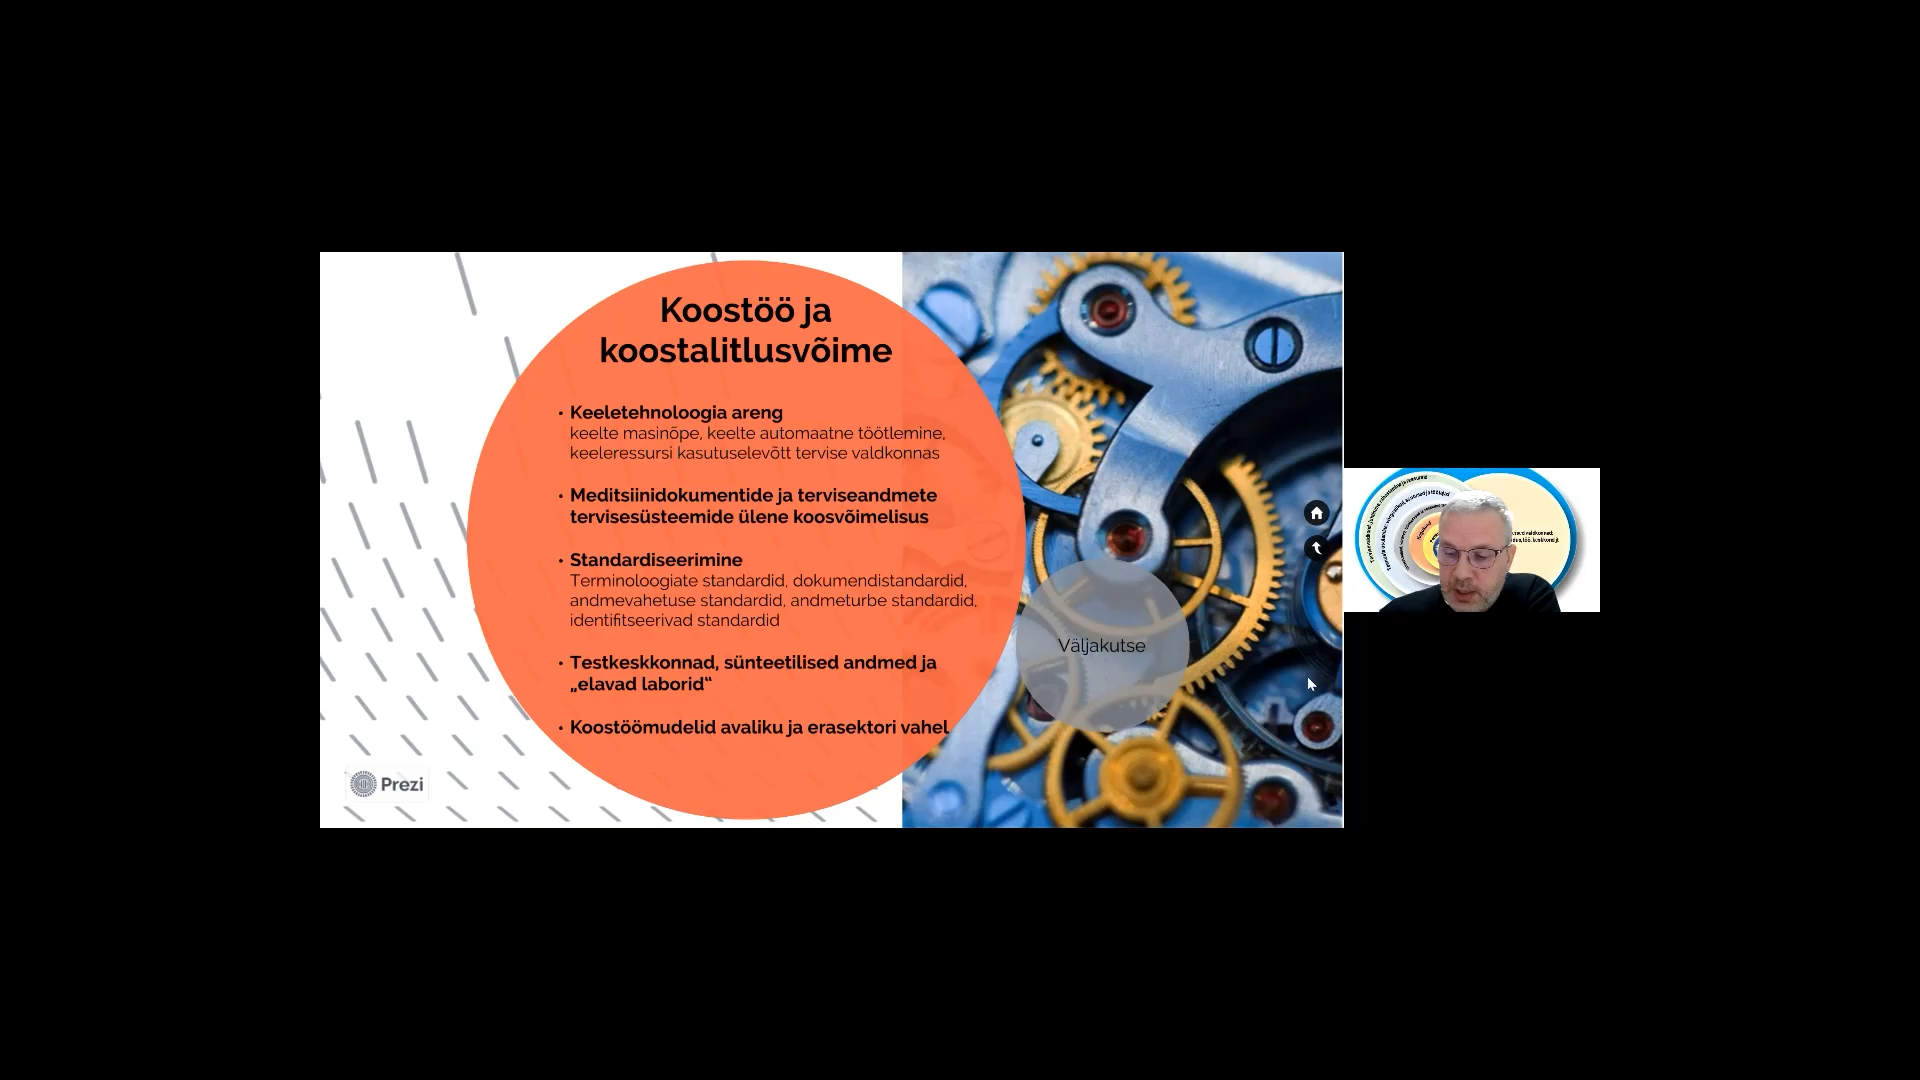 Koostöö ja
koostalitlusvõime
• Keeletehnoloogia areng
keelte masinõpe, keelte automaatne töötlemine,
keeleressursi kasutuselevõtt tervise valdkonnas
• Meditsiinidokumentide ja terviseandmete
tervisesüsteemide ülene koosvõimelisus
• Standardiseerimine
Terminoloogiate standardid, dokumendistandardid,
andmevahetuse standardid, andmeturbe standardid,
identifitseerivad standardid
• Testkeskkonnad, sünteetilised andmed ja
„elavad laborid“
• Koostöömudelid avaliku ja erasektori vahel
Väljakutse
Prezi